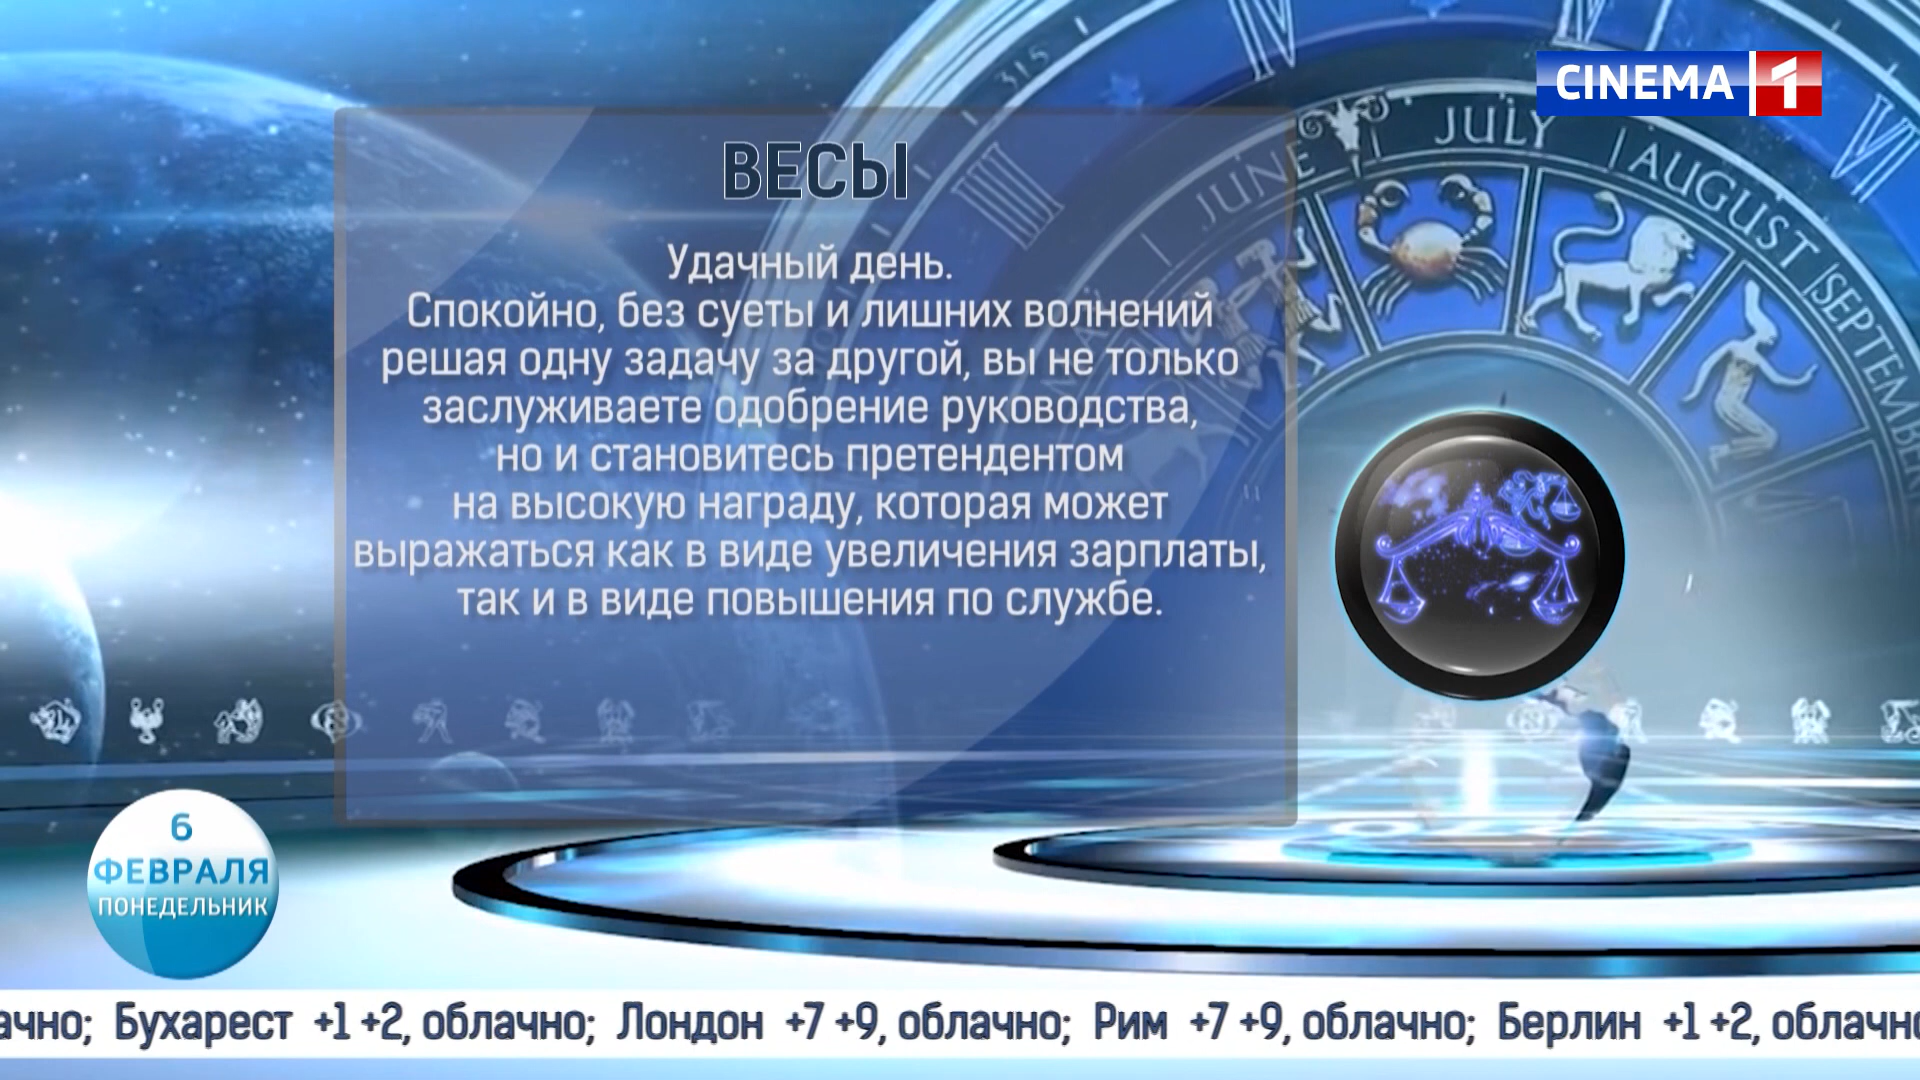 CINEMA 1
315
JUNE
JULY
AUGUST
SEPTEMBER
ВЕСЫ
Удачный день.
Спокойно, без суеты и лишних волнений
решая одну задачу за другой, вы не только
заслуживаете одобрение руководства,
но и становитесь претендентом
на высокую награду, которая может
выражаться как в виде увеличения зарплаты,
так и в виде повышения по службе.
6
ФЕВРАЛЯ
ПОНЕДЕЛЬНИК
ачно; Бухарест +1 +2, облачно; Лондон +7 +9, облачно; Рим +7 +9, облачно; Берлин +1 +2, облачно